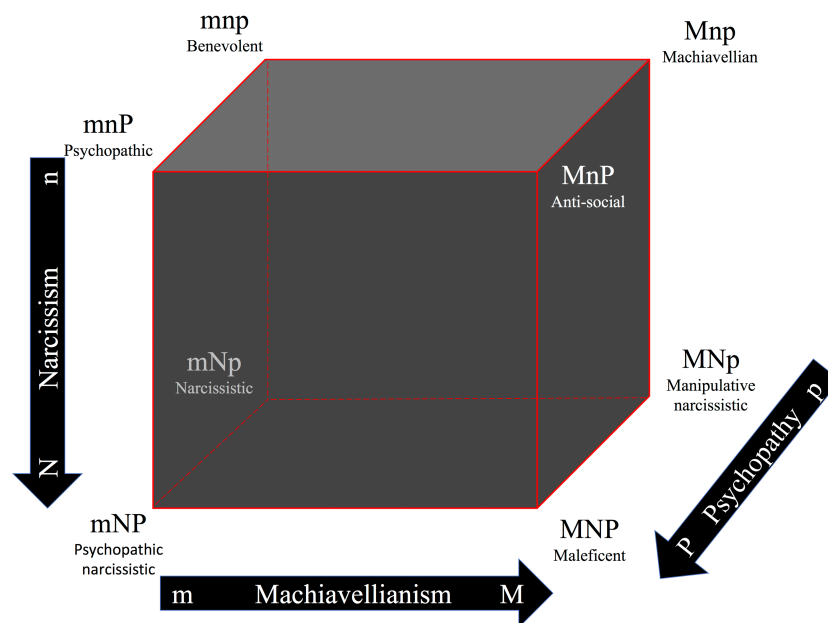 mnp
Benevolent
Mnp
Machiavellian
mnP
Psychopathic
MnP
Anti-social
n
Narcissism
N
mNp
Narcissistic
MNp
Manipulative
narcissistic
p
Psychopathy
P
mNP
Psychopathic
narcissistic
MNP
Maleficent
m Machiavellianism M